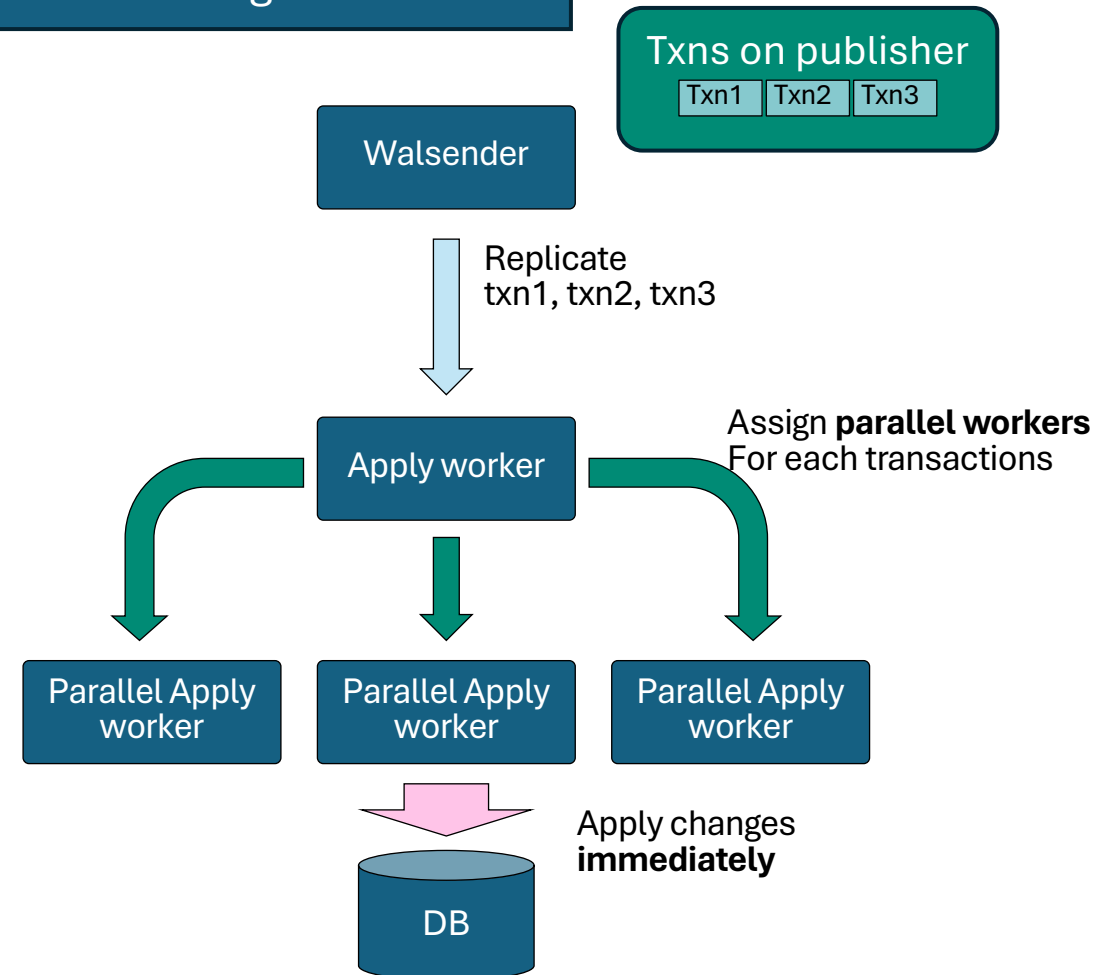 Txns on publisher
Txn1 Txn2 Txn3
Walsender
Replicate
txn1, txn2, txn3
Assign parallel workers
For each transactions
Apply worker
Parallel Apply
worker
Parallel Apply
worker
Parallel Apply
worker
Apply changes
immediately
DB